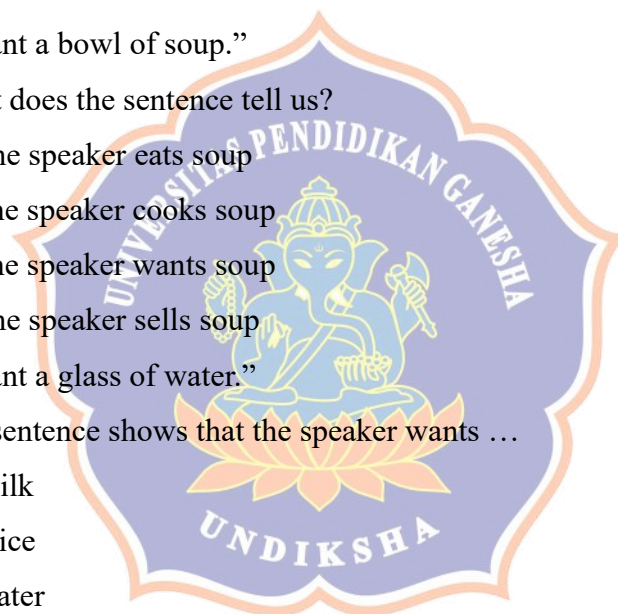 ant a bowl of soup.”
t does the sentence tell us?
he speaker eats soup
he speaker cooks soup
he speaker wants soup
he speaker sells soup
ant a glass of water.”
sentence shows that the speaker wants …
ilk
ice
ater
UNIVERSITAS PENDIDIKAN GANESHA
UNDIKSHA